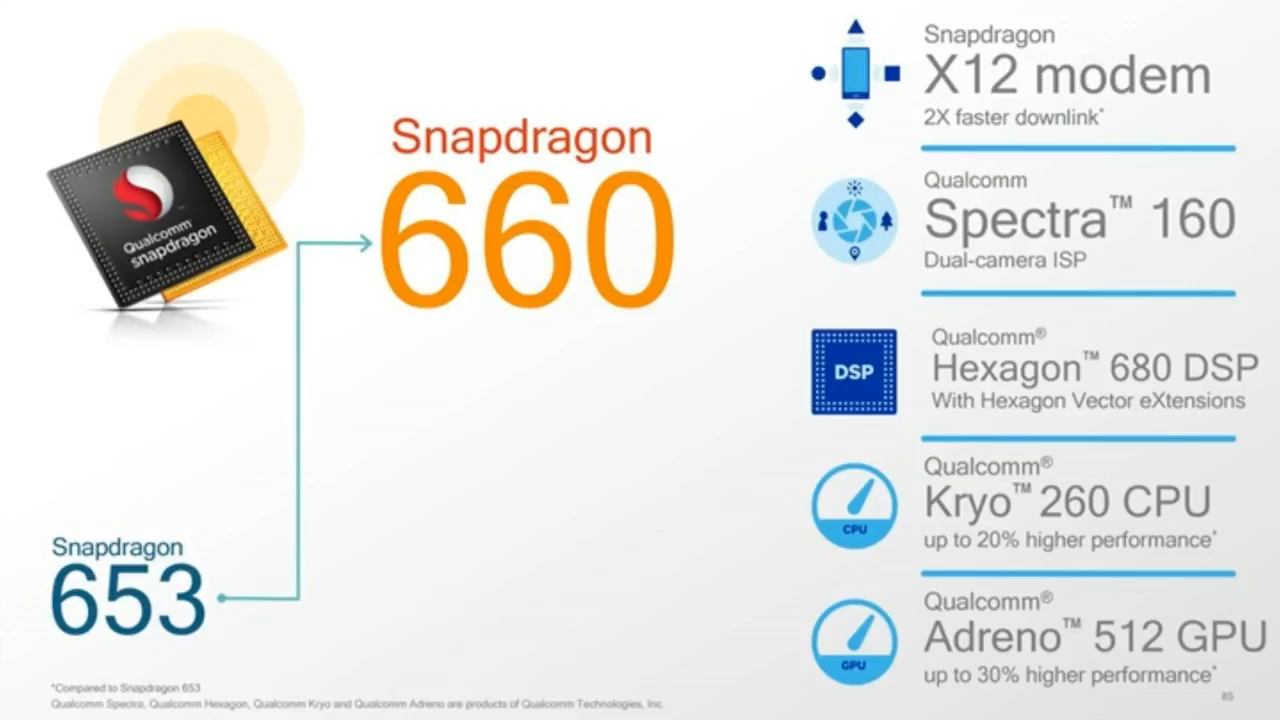 Snapdragon
660
Qualcomm
snapdragon
Snapdragon
653
*Compared to Snapdragon 653
Qualcomm Spectra, Qualcomm Hexagon, Qualcomm Kryo and Qualcomm Adreno are products of Qualcomm Technologies, Inc.
Snapdragon
X12 modem
2X faster downlink*
Qualcomm
Spectra™ 160
Dual-camera ISP
DSP
Qualcomm®
Hexagon™ 680 DSP
With Hexagon Vector eXtensions
CPU
Qualcomm®
Kryo™ 260 CPU
up to 20% higher performance*
GPU
Qualcomm®
Adreno™ 512 GPU
up to 30% higher performance*
85